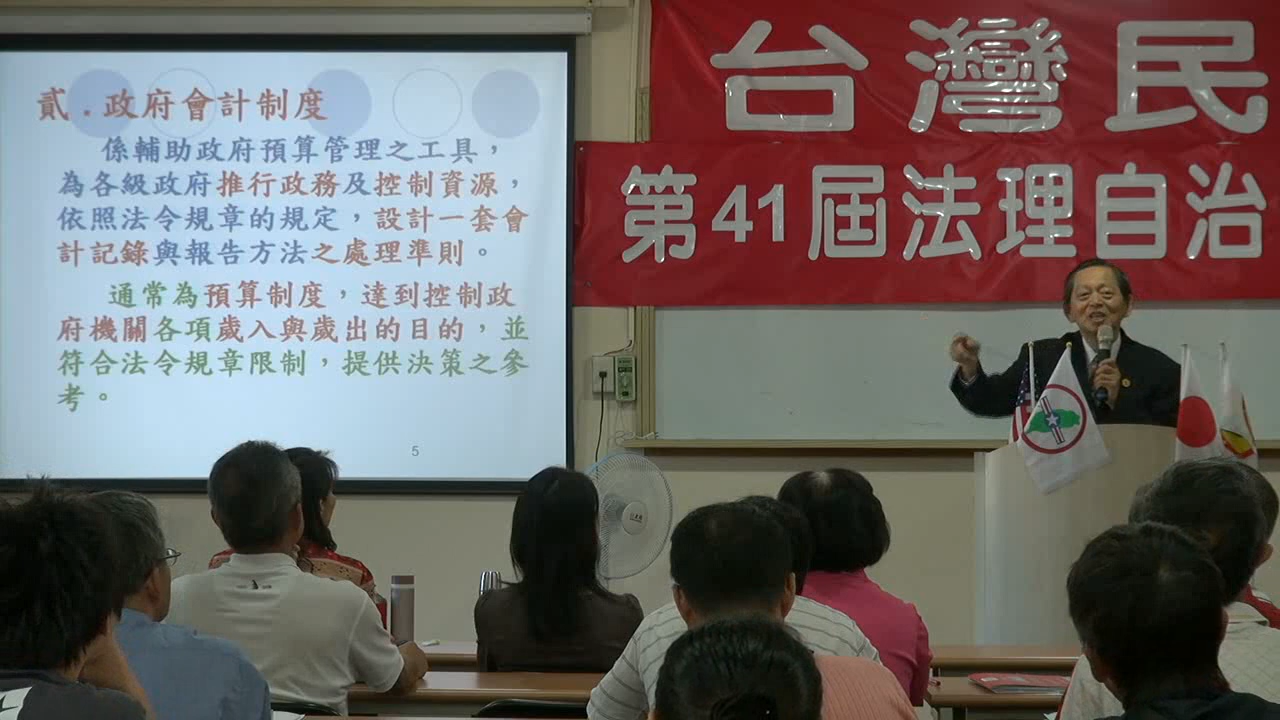 貳．政府會計制度
係輔助政府預算管理之工具，
為各級政府推行政務及控制資源，
依照法令規章的規定，設計一套會
計記錄與報告方法之處理準則。
通常為預算制度，達到控制政
府機關各項歲入與歲出的目的，並
符合法令規章限制，提供決策之參
考。
5
台灣民
第41屆法理自治